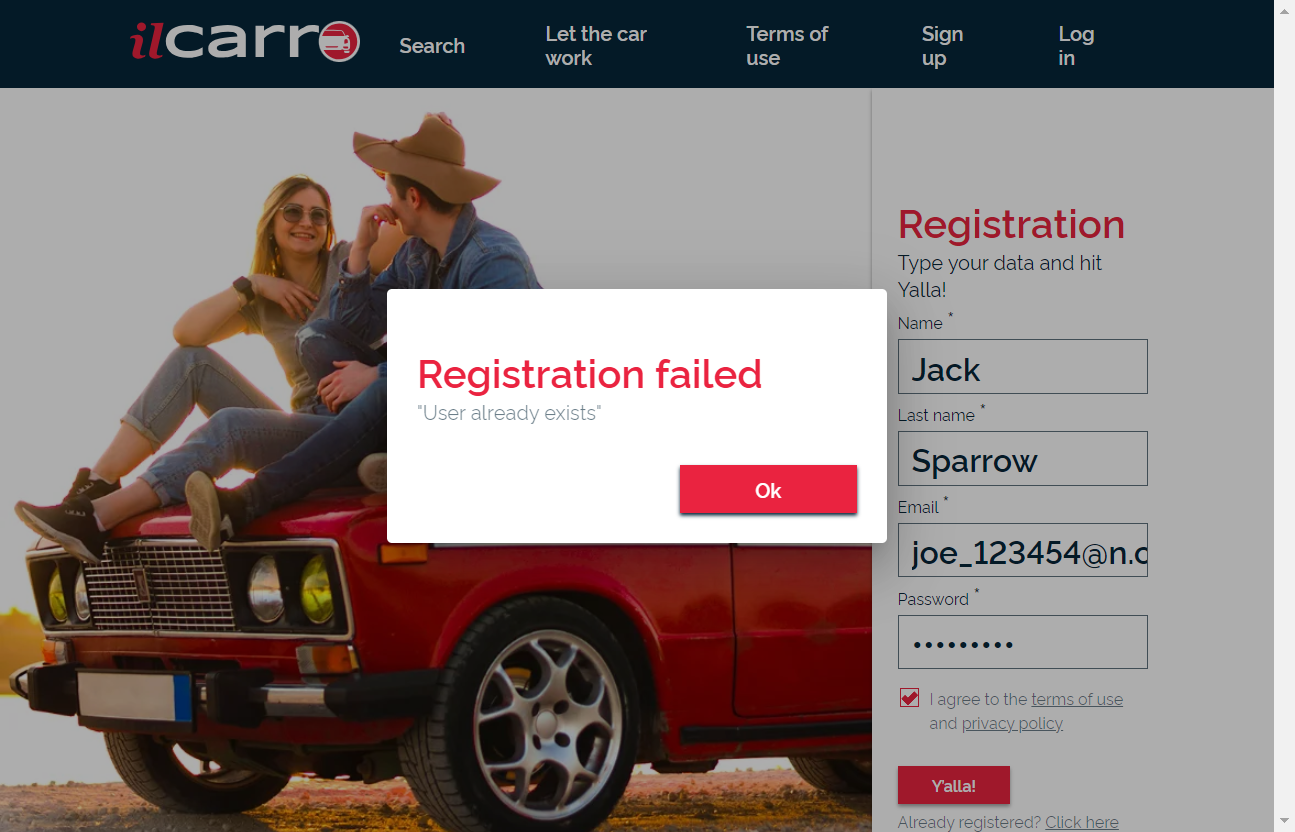 ilcarro
Search
Let the car
work
Terms of
use
Sign
up
Log
in
Registration
Type your data and hit
Yalla!
Name *
Jack
Last name *
Sparrow
Email *
joe_123454@n.c
Password *
•••••••••
I agree to the terms of use
and privacy policy
Y'alla!
Already registered? Click here
Registration failed
"User already exists"
Ok